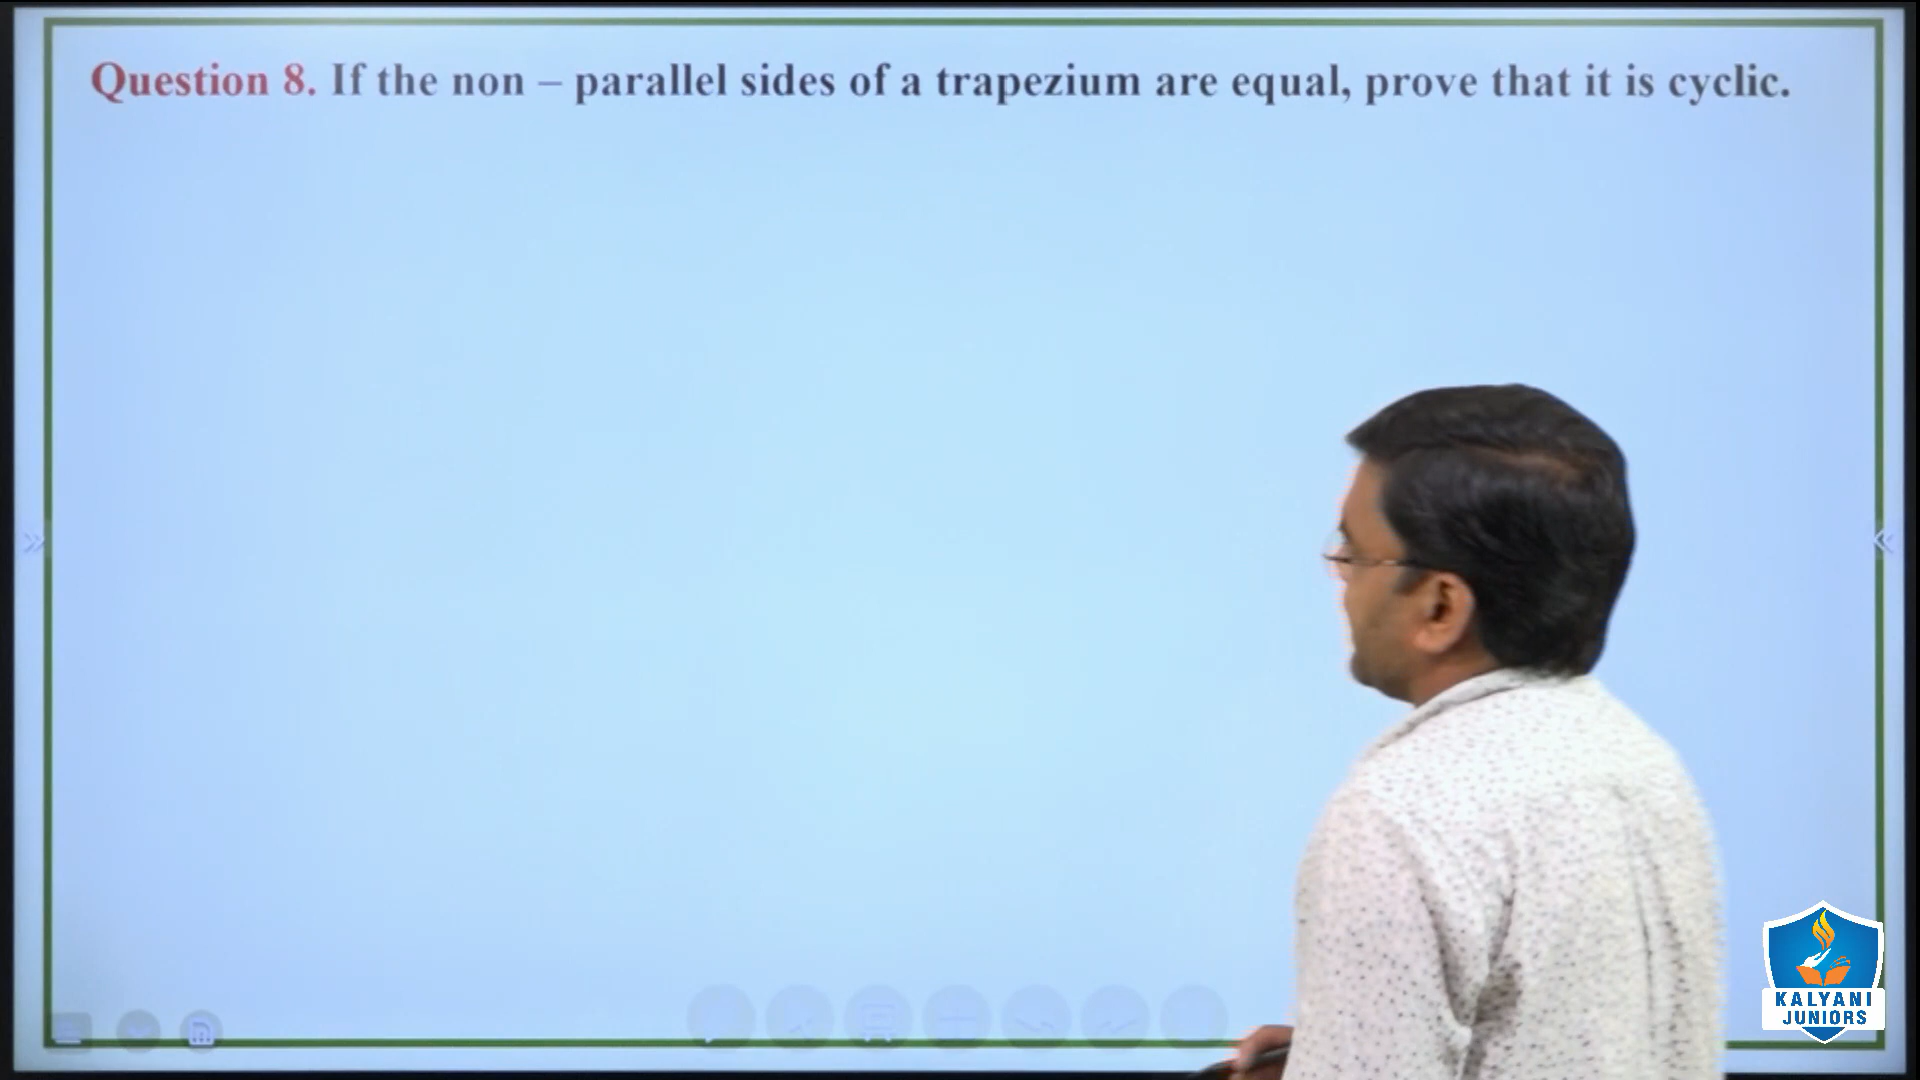 Question 8. If the non – parallel sides of a trapezium are equal, prove that it is cyclic.
KALYANI
JUNIORS